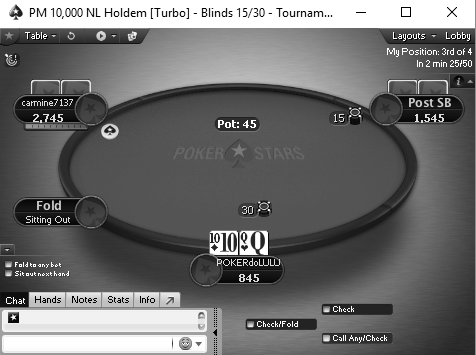 PM 10,000 NL Holdem [Turbo] - Blinds 15/30 - Tournam...
Table
Layouts
Lobby
My Position: 3rd of 4
In 2 min 25/50
i
carmine7137
2,745
Pot: 45
15
Post SB
1,545
POKER STARS
Fold
Sitting Out
30
10 10 Q Q
POKERdoLULU
845
Fold to any bet
Sit out next hand
Chat
Hands
Notes
Stats
Info
Check
Check/Fold
Call Any/Check